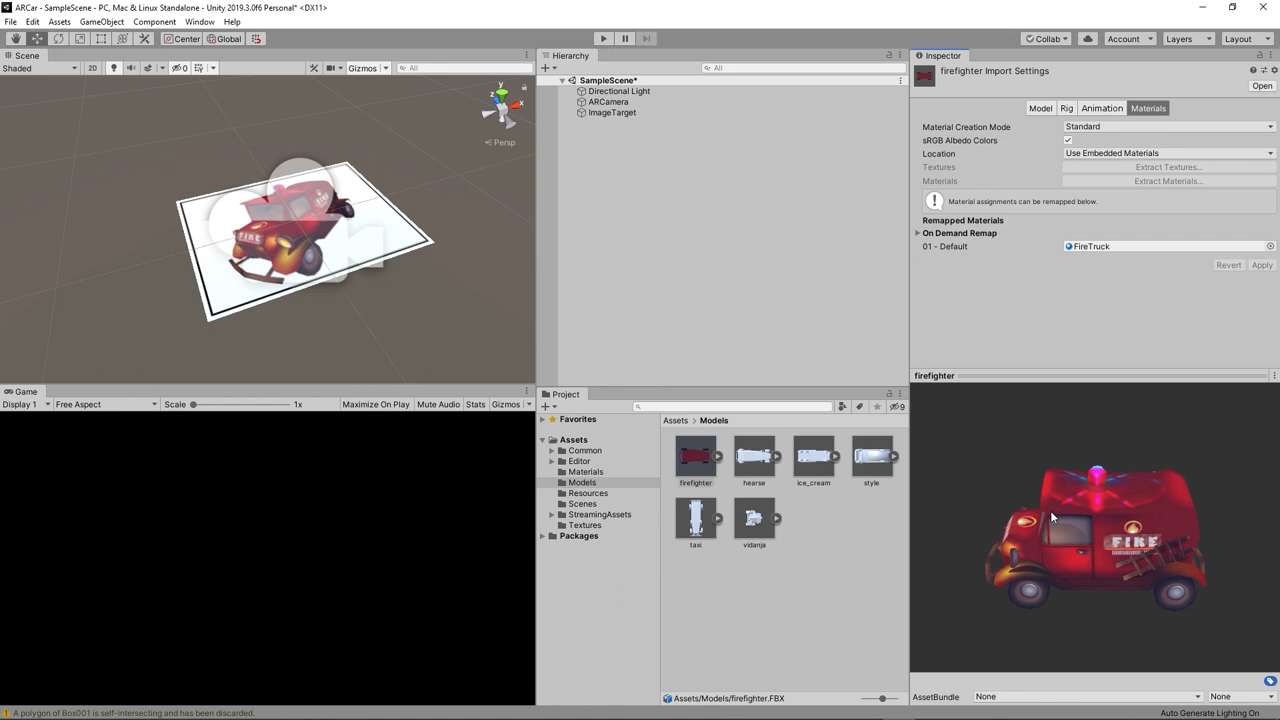 ARCar - SampleScene - PC, Mac & Linux Standalone - Unity 2019.3.0f6 Personal* <DX11>
File Edit Assets GameObject Component Window Help
Center Global Collab Account Layers Layout
Scene
Shaded 2D 0 Gizmos All
y
x
z
Persp
FIRE
FIRE
Game
Display 1 Free Aspect Scale 1x Maximize On Play Mute Audio Stats Gizmos
Hierarchy
All
SampleScene*
Directional Light
ARCamera
ImageTarget
Project
9
Favorites
Assets
Common
Editor
Materials
Models
Resources
Scenes
StreamingAssets
Textures
Packages
Assets > Models
firefighter hearse ice_cream style
taxi vidanja
Assets/Models/firefighter.FBX
Inspector
firefighter Import Settings
Open
Model Rig Animation Materials
Material Creation Mode Standard
sRGB Albedo Colors
Location Use Embedded Materials
Textures Extract Textures...
Materials Extract Materials...
Material assignments can be remapped below.
Remapped Materials
On Demand Remap
01 - Default FireTruck
Revert Apply
firefighter
FIRE
AssetBundle None None
A polygon of Box001 is self-intersecting and has been discarded.
Auto Generate Lighting On